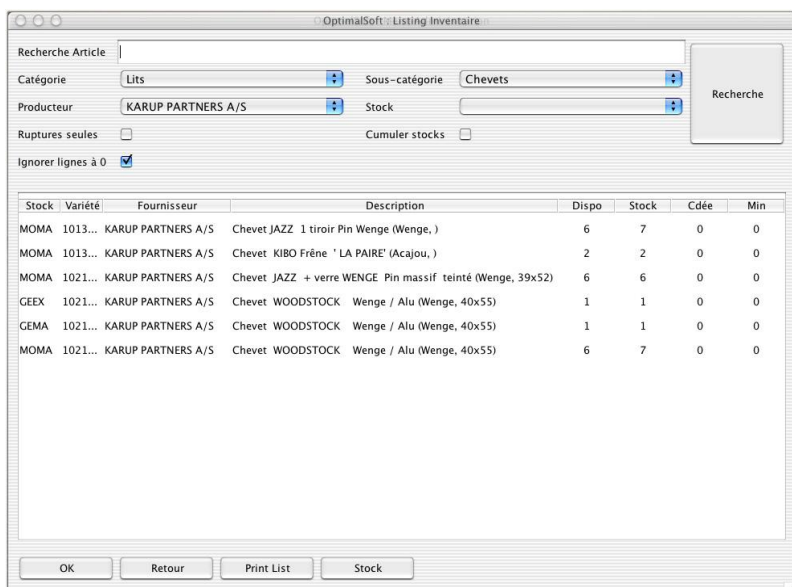 OptimalSoft : Listing Inventaire
Recherche Article
Catégorie Lits Sous-catégorie Chevets
Recherche
Producteur KARUP PARTNERS A/S Stock
Ruptures seules Cumuler stocks
Ignorer lignes à 0
Stock Variété Fournisseur Description Dispo Stock Cdée Min
MOMA 1013... KARUP PARTNERS A/S Chevet JAZZ 1 tiroir Pin Wenge (Wenge, ) 6 7 0 0
MOMA 1013... KARUP PARTNERS A/S Chevet KIBO Frêne ' LA PAIRE' (Acajou, ) 2 2 0 0
MOMA 1021... KARUP PARTNERS A/S Chevet JAZZ + verre WENGE Pin massif teinté (Wenge, 39x52) 6 6 0 0
GEEX 1021... KARUP PARTNERS A/S Chevet WOODSTOCK Wenge / Alu (Wenge, 40x55) 1 1 0 0
GEMA 1021... KARUP PARTNERS A/S Chevet WOODSTOCK Wenge / Alu (Wenge, 40x55) 1 1 0 0
MOMA 1021... KARUP PARTNERS A/S Chevet WOODSTOCK Wenge / Alu (Wenge, 40x55) 6 7 0 0
OK Retour Print List Stock